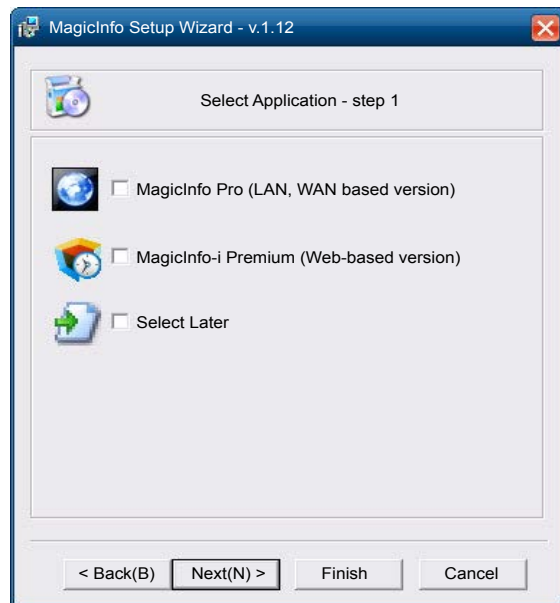 MagicInfo Setup Wizard - v.1.12
Select Application - step 1
MagicInfo Pro (LAN, WAN based version)
MagicInfo-i Premium (Web-based version)
Select Later
< Back(B) Next(N) > Finish Cancel